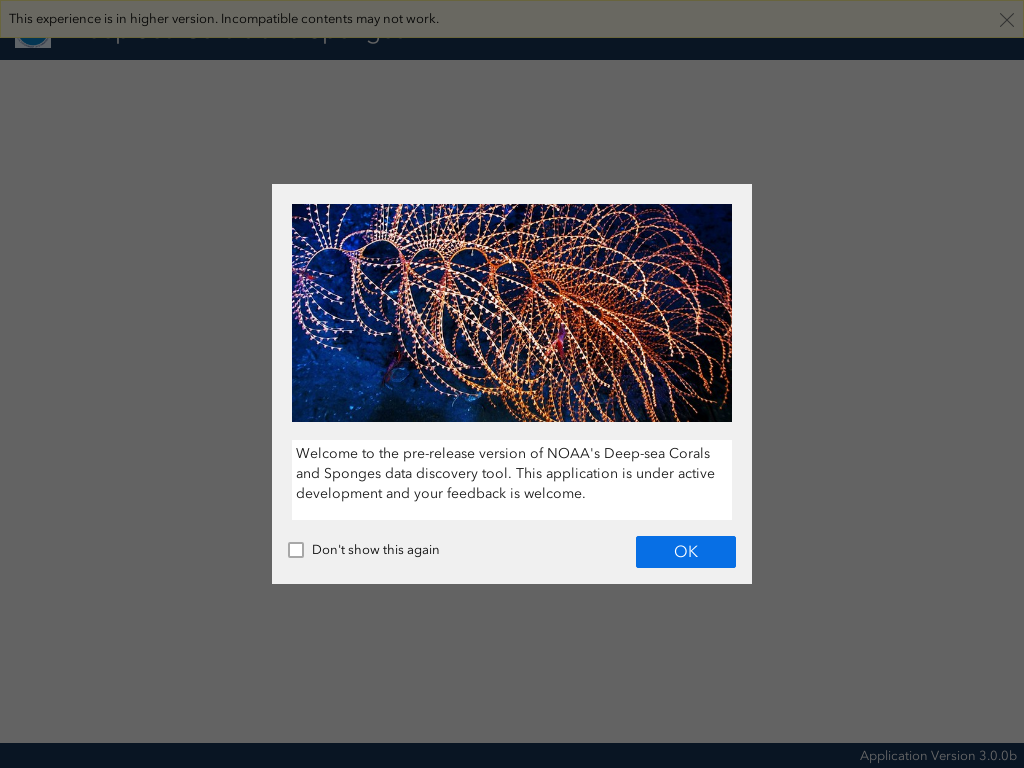 This experience is in higher version. Incompatible contents may not work.
Welcome to the pre-release version of NOAA's Deep-sea Corals
and Sponges data discovery tool. This application is under active
development and your feedback is welcome.
Don't show this again
OK
Application Version 3.0.0b